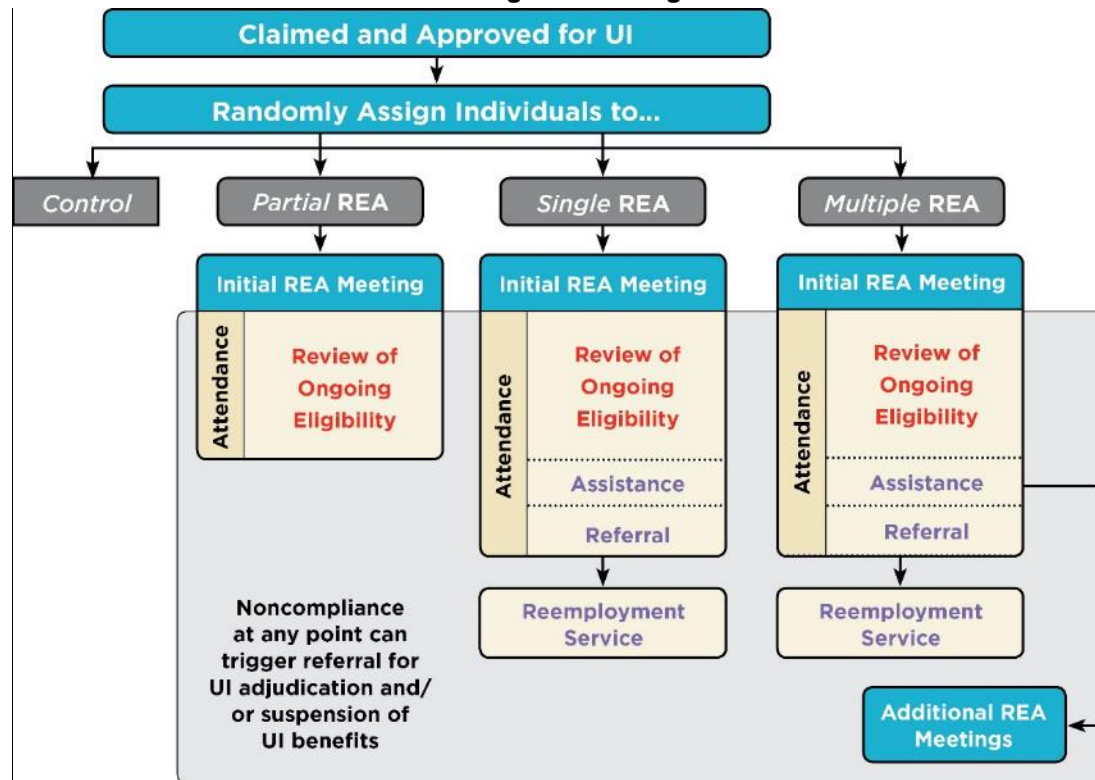 Claimed and Approved for UI
Randomly Assign Individuals to...
Control
Partial REA
Single REA
Multiple REA
Initial REA Meeting
Attendance
Review of
Ongoing
Eligibility
Initial REA Meeting
Attendance
Review of
Ongoing
Eligibility
Assistance
Referral
Reemployment
Service
Initial REA Meeting
Attendance
Review of
Ongoing
Eligibility
Assistance
Referral
Reemployment
Service
Additional REA
Meetings
Noncompliance
at any point can
trigger referral for
UI adjudication and/
or suspension of
UI benefits